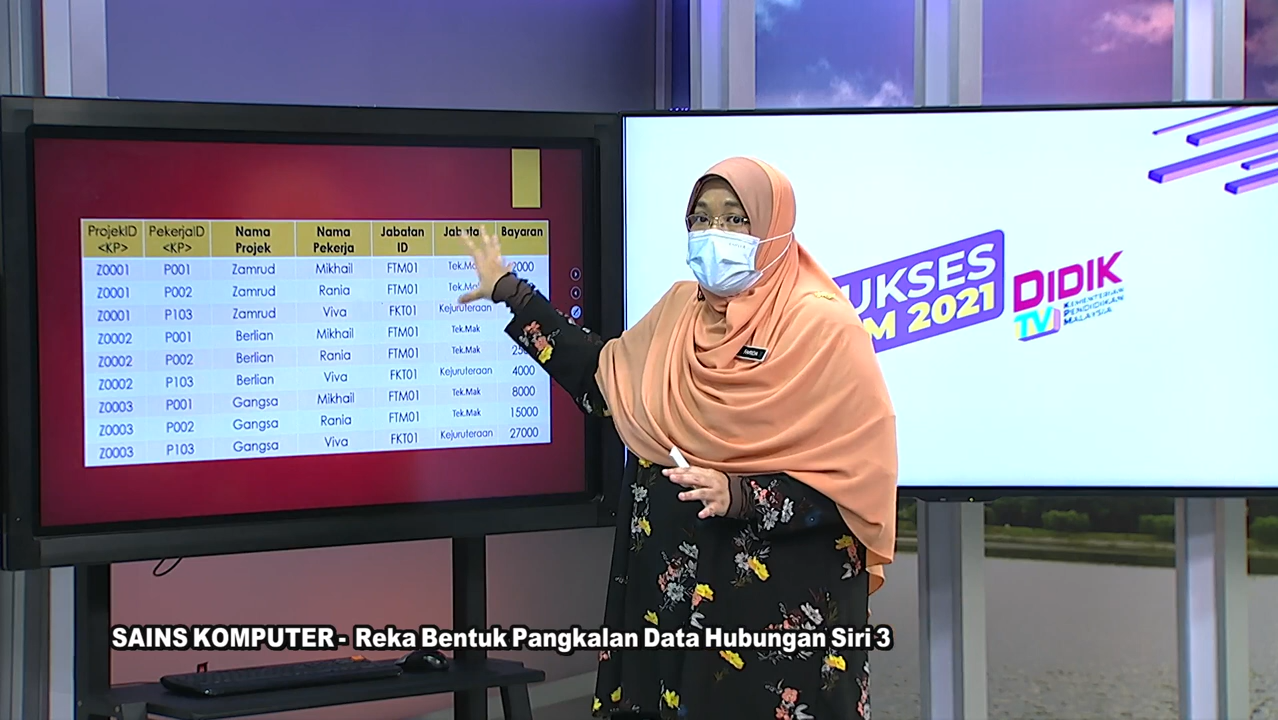 ProjekID <KP> PekerjaID <KP> Nama Projek Nama Pekerja Jabatan ID Bayaran
Z0001 P001 Zamrud Mikhail FTM01 2000
Z0001 P002 Zamrud Rania FTM01
Z0001 P103 Zamrud Viva FKT01 Kejuruteraan
Z0002 P001 Berlian Mikhail FTM01 Tek.Mak
Z0002 P002 Berlian Rania FTM01 Tek.Mak
Z0002 P103 Berlian Viva FKT01 Kejuruteraan 4000
Z0003 P001 Gangsa Mikhail FTM01 Tek.Mak 8000
Z0003 P002 Gangsa Rania FTM01 Tek.Mak 15000
Z0003 P103 Gangsa Viva FKT01 Kejuruteraan 27000
UKSES
M 2021
DIDIK
TV
KEMENTERIAN
PENDIDIKAN
MALAYSIA
SAINS KOMPUTER - Reka Bentuk Pangkalan Data Hubungan Siri 3